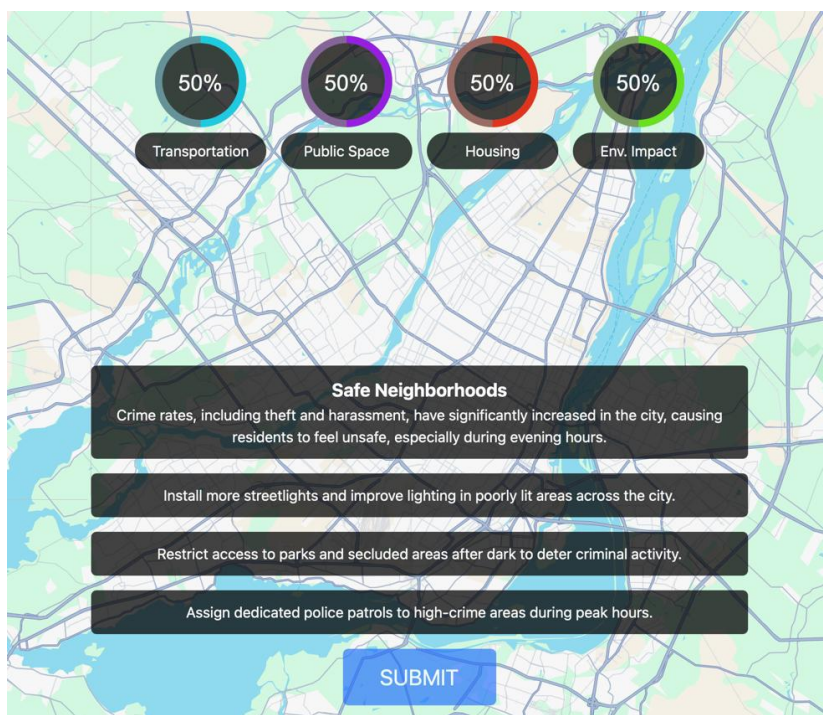 50% 50% 50% 50%
Transportation Public Space Housing Env. Impact
Safe Neighborhoods
Crime rates, including theft and harassment, have significantly increased in the city, causing
residents to feel unsafe, especially during evening hours.
Install more streetlights and improve lighting in poorly lit areas across the city.
Restrict access to parks and secluded areas after dark to deter criminal activity.
Assign dedicated police patrols to high-crime areas during peak hours.
SUBMIT